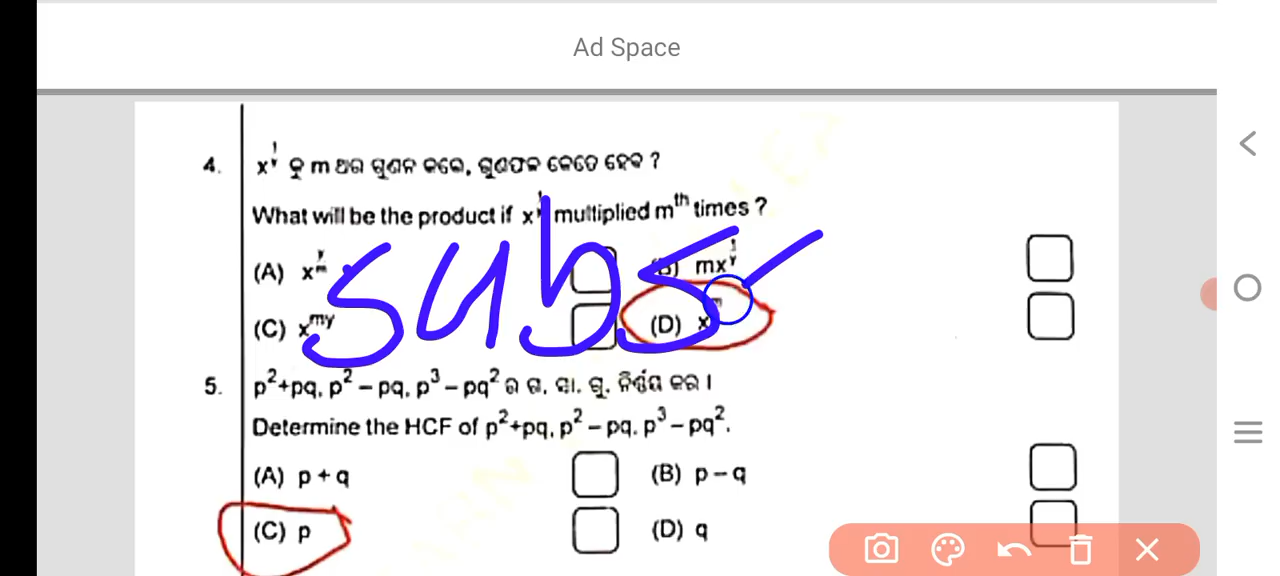 Ad Space
4. x^(1/y) କୁ m ଥର ଗୁଣନ କଲେ, ଗୁଣଫଳ କେତେ ହେବ ?
What will be the product if x multiplied m^th times ?
(A) x^(y/m) (B) mx^(1/y)
(C) x^my (D) x
subs
5. p²+pq, p² – pq, p³ – pq² ର ଗ. ସା. ଗୁ. ନିର୍ଣ୍ଣୟ କର ।
Determine the HCF of p²+pq, p² – pq, p³ – pq².
(A) p + q (B) p – q
(C) p (D) q